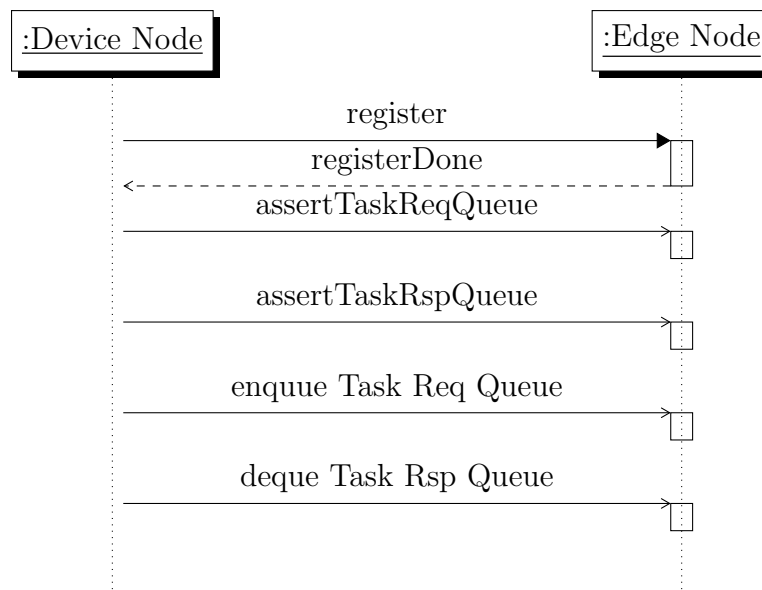 :Device Node
:Edge Node
register
registerDone
assertTaskReqQueue
assertTaskRspQueue
enquue Task Req Queue
deque Task Rsp Queue